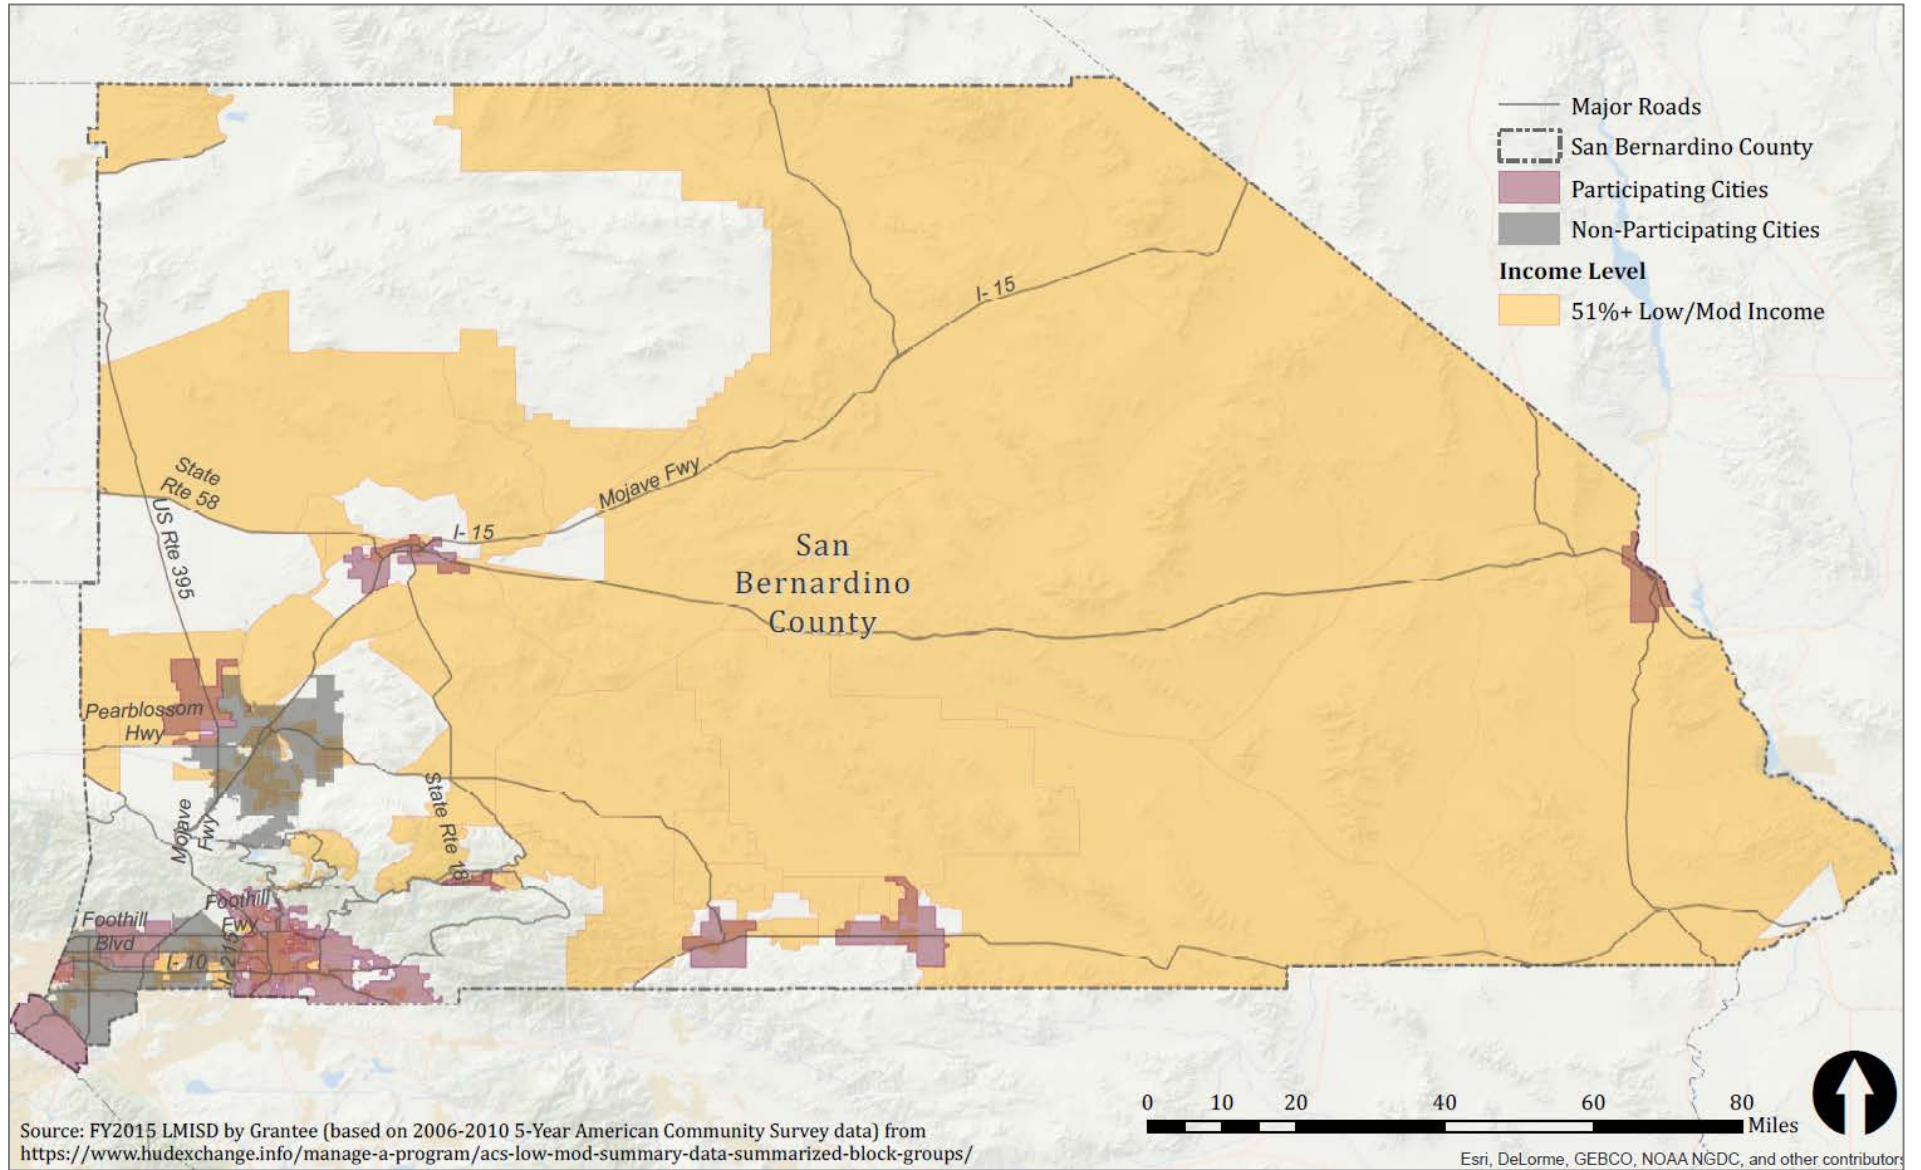 Major Roads
San Bernardino County
Participating Cities
Non-Participating Cities
Income Level
51%+ Low/Mod Income
I- 15
State
Rte 58
US Rte 395
Mojave Fwy
I- 15
San
Bernardino
County
Pearblossom
Hwy
Mojave
Fwy
State Rte 18
Foothill
Fwy
Foothill
Blvd
I- 10
I- 215
0 10 20 40 60 80
Miles
Source: FY2015 LMISD by Grantee (based on 2006-2010 5-Year American Community Survey data) from
https://www.hudexchange.info/manage-a-program/acs-low-mod-summary-data-summarized-block-groups/
Esri, DeLorme, GEBCO, NOAA NGDC, and other contributors